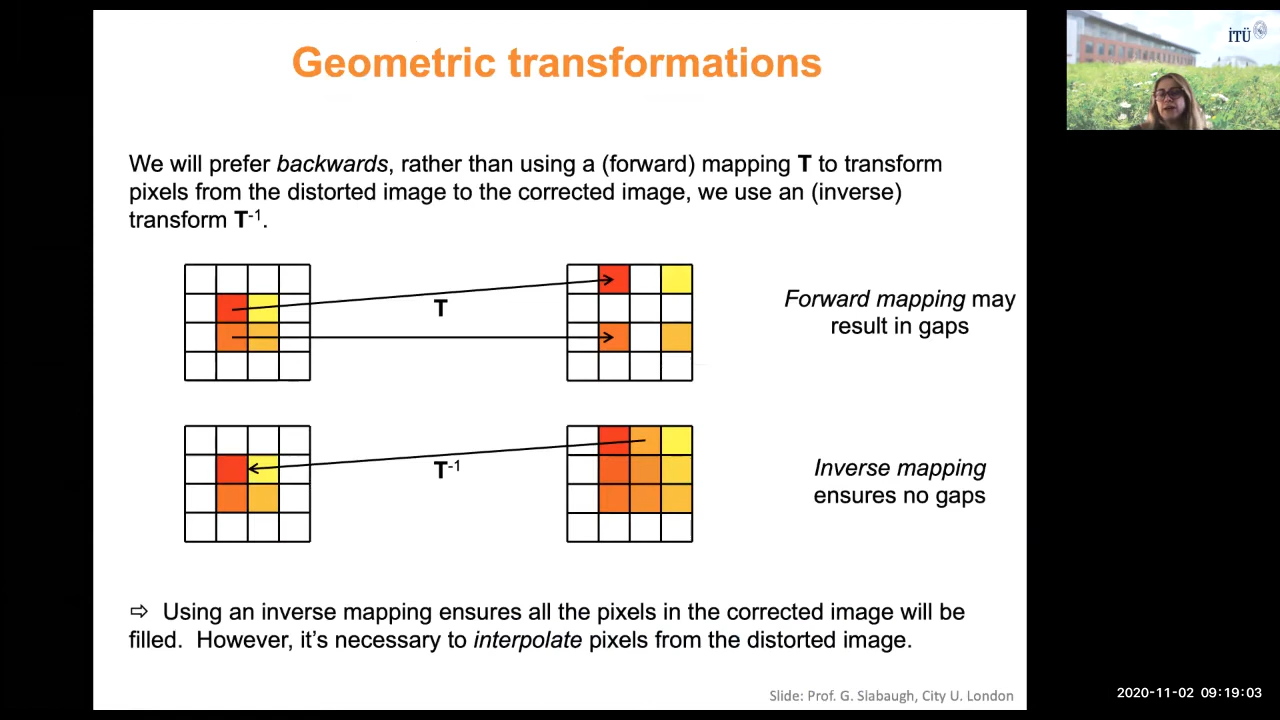 Geometric transformations
İTÜ
We will prefer backwards, rather than using a (forward) mapping T to transform
pixels from the distorted image to the corrected image, we use an (inverse)
transform T-1.
T
Forward mapping may
result in gaps
T-1
Inverse mapping
ensures no gaps
⇨ Using an inverse mapping ensures all the pixels in the corrected image will be
filled. However, it's necessary to interpolate pixels from the distorted image.
Slide: Prof. G. Slabaugh, City U. London
2020-11-02 09:19:03